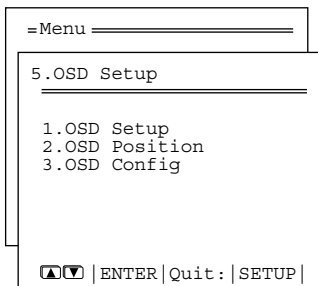 =Menu
5.OSD Setup
1.OSD Setup
2.OSD Position
3.OSD Config
▲▼ |ENTER|Quit:|SETUP|